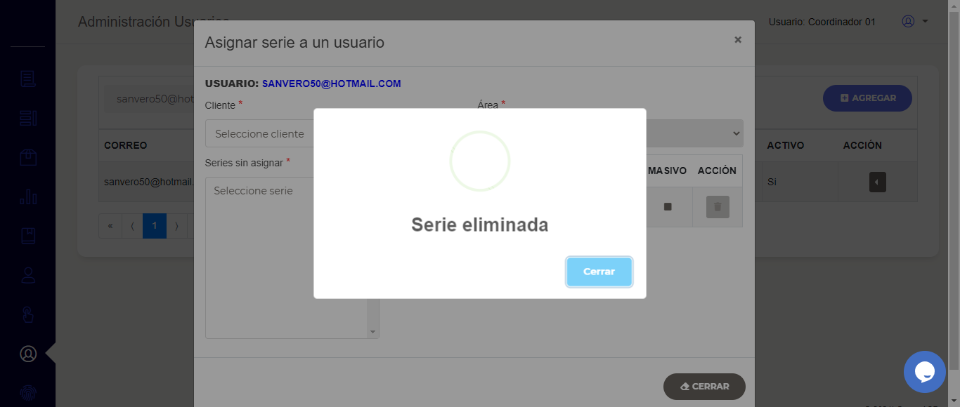 Administración Usuarios
Usuario: Coordinador 01
Asignar serie a un usuario
×
USUARIO: SANVERO50@HOTMAIL.COM
Cliente *
Área *
sanvero50@hot
Seleccione cliente
AGREGAR
CORREO
ACTIVO
ACCIÓN
Series sin asignar *
MASIVO
ACCIÓN
sanvero50@hotmail.
Seleccione serie
Si
« ⟨ 1 ⟩
Serie eliminada
Cerrar
CERRAR